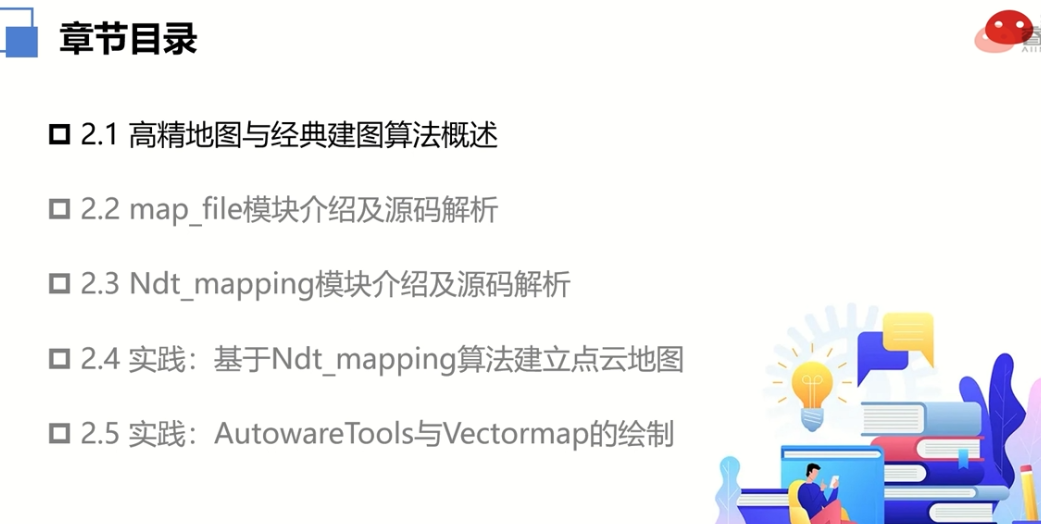 章节目录
2.1 高精地图与经典建图算法概述
2.2 map_file模块介绍及源码解析
2.3 Ndt_mapping模块介绍及源码解析
2.4 实践：基于Ndt_mapping算法建立点云地图
2.5 实践：AutowareTools与Vectormap的绘制